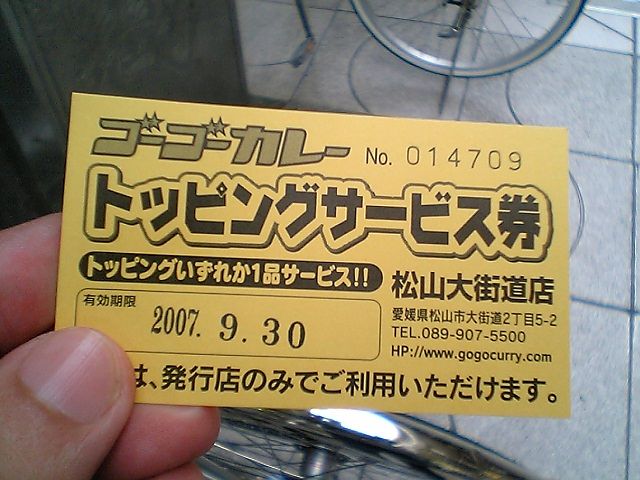 ゴーゴーカレー No. 014709
トッピングサービス券
トッピングいずれか1品サービス!!
松山大街道店
有効期限
2007. 9. 30
愛媛県松山市大街道2丁目5-2
TEL.089-907-5500
HP://www.gogocurry.com
は、発行店のみでご利用いただけます。